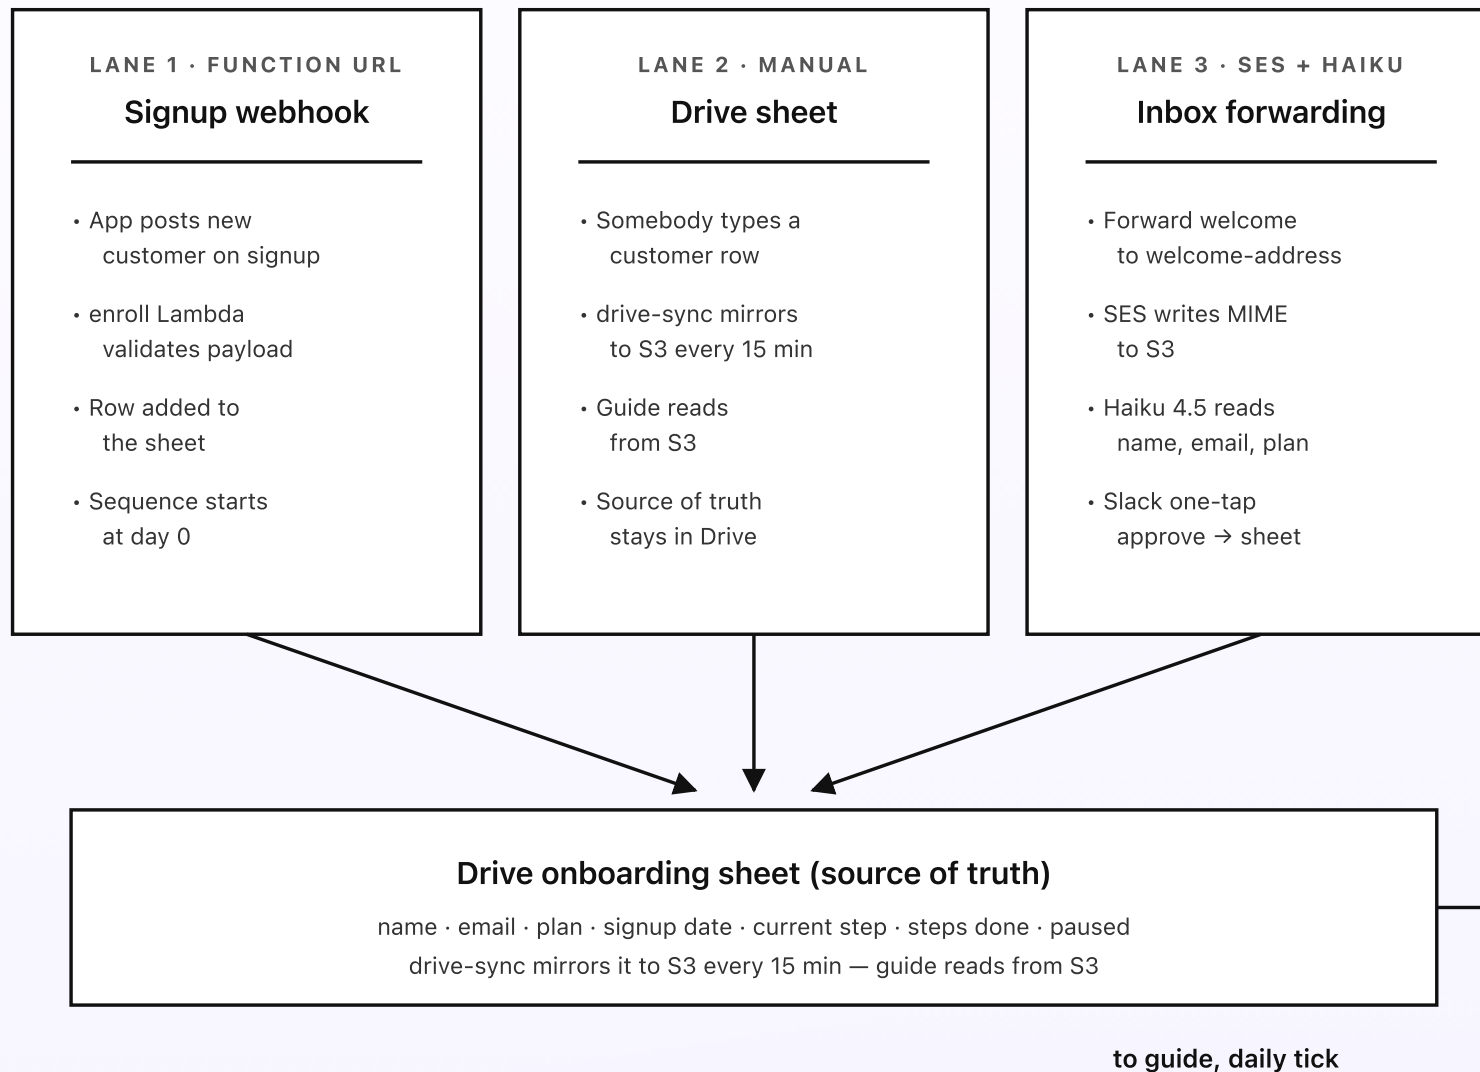 LANE 1 · FUNCTION URL
Signup webhook
• App posts new
customer on signup
• enroll Lambda
validates payload
• Row added to
the sheet
• Sequence starts
at day 0
LANE 2 · MANUAL
Drive sheet
• Somebody types a
customer row
• drive-sync mirrors
to S3 every 15 min
• Guide reads
from S3
• Source of truth
stays in Drive
LANE 3 · SES + HAIKU
Inbox forwarding
• Forward welcome
to welcome-address
• SES writes MIME
to S3
• Haiku 4.5 reads
name, email, plan
• Slack one-tap
approve → sheet
Drive onboarding sheet (source of truth)
name · email · plan · signup date · current step · steps done · paused
drive-sync mirrors it to S3 every 15 min — guide reads from S3
to guide, daily tick